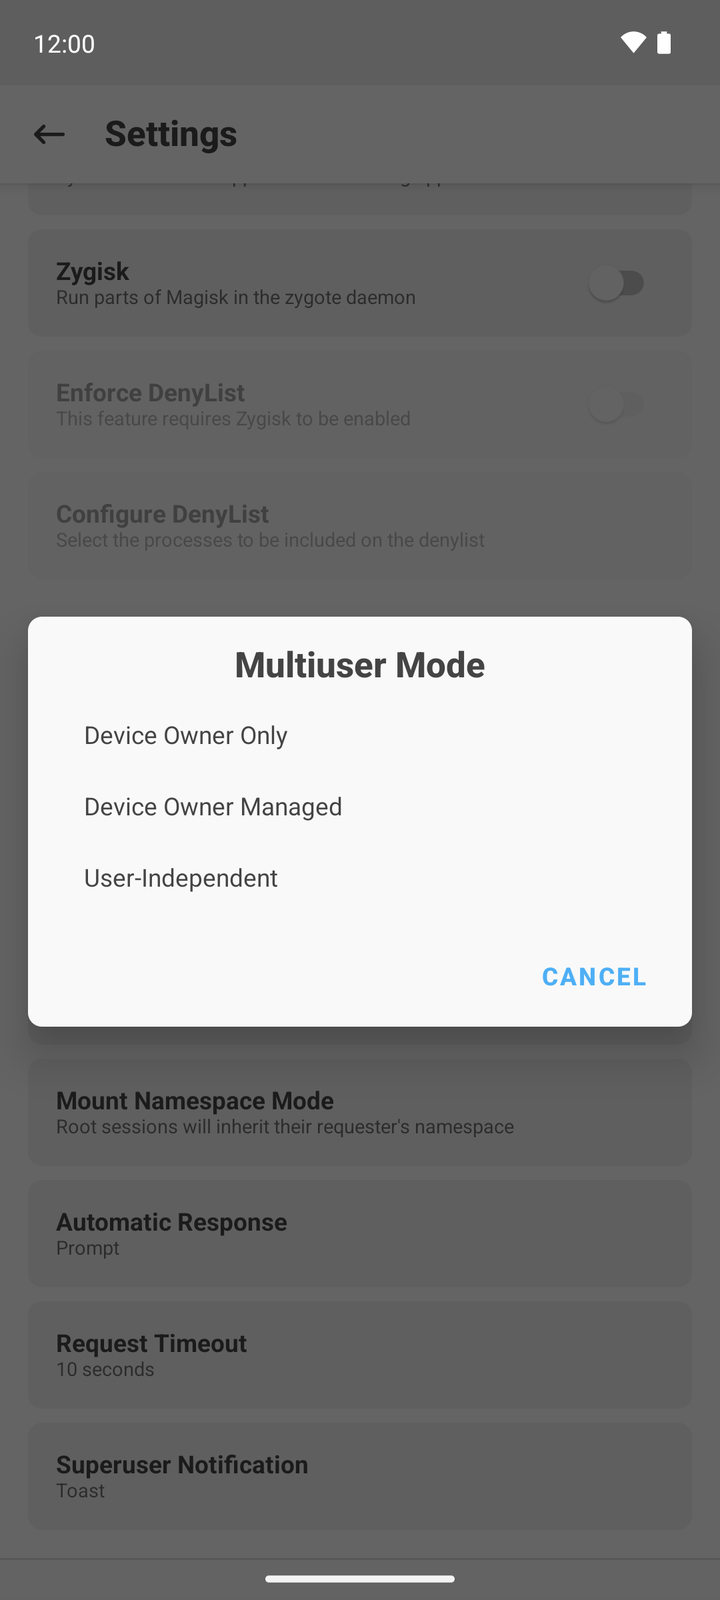 12:00
Settings
Zygisk
Run parts of Magisk in the zygote daemon
Enforce DenyList
This feature requires Zygisk to be enabled
Configure DenyList
Select the processes to be included on the denylist
Multiuser Mode
Device Owner Only
Device Owner Managed
User-Independent
CANCEL
Mount Namespace Mode
Root sessions will inherit their requester's namespace
Automatic Response
Prompt
Request Timeout
10 seconds
Superuser Notification
Toast